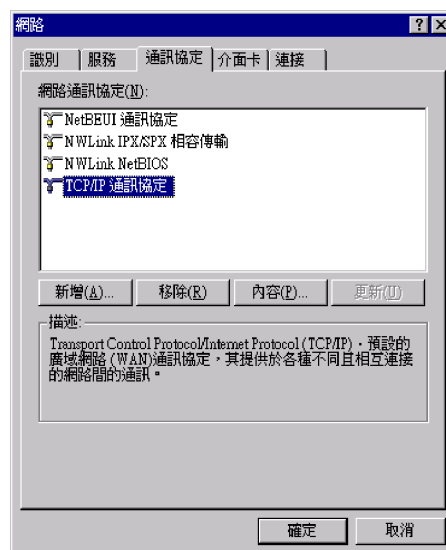 網路
識別 服務 通訊協定 介面卡 連接
網路通訊協定(N):
NetBEUI 通訊協定
NWLink IPX/SPX 相容傳輸
NWLink NetBIOS
TCP/IP 通訊協定
新增(A)... 移除(R) 內容(P)... 更新(U)
描述:
Transport Control Protocol/Internet Protocol (TCP/IP)。預設的
廣域網路 (WAN)通訊協定，其提供於各種不同且相互連接
的網路間的通訊。
確定 取消